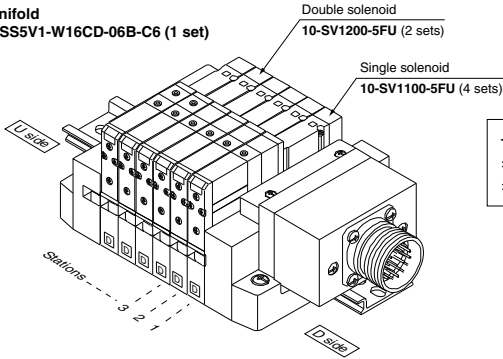 Double solenoid
10-SV1200-5FU (2 sets)
SS5V1-W16CD-06B-C6 (1 set)
Single solenoid
10-SV1100-5FU (4 sets)
U side
Stations
3
2
1
D side